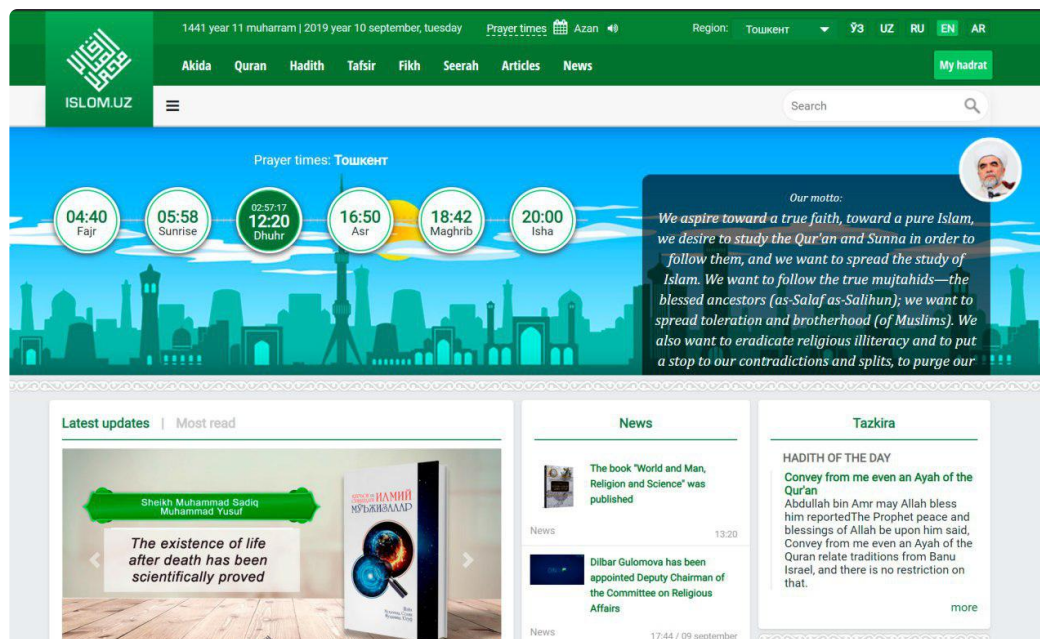 1441 year 11 muharram | 2019 year 10 september, tuesday
Prayer times
Azan
Region:
Тошкент
ЎЗ
UZ
RU
EN
AR
ISLOM.UZ
Akida
Quran
Hadith
Tafsir
Fikh
Seerah
Articles
News
My hadrat
Search
Prayer times: Тошкент
04:40
Fajr
05:58
Sunrise
02:57:17
12:20
Dhuhr
16:50
Asr
18:42
Maghrib
20:00
Isha
Our motto:
We aspire toward a true faith, toward a pure Islam,
we desire to study the Qur'an and Sunna in order to
follow them, and we want to spread the study of
Islam. We want to follow the true mujtahids—the
blessed ancestors (as-Salaf as-Salihun); we want to
spread toleration and brotherhood (of Muslims). We
also want to eradicate religious illiteracy and to put
a stop to our contradictions and splits, to purge our
Latest updates | Most read
Sheikh Muhammad Sadiq
Muhammad Yusuf
The existence of life
after death has been
scientifically proved
ИЛМИЙ
МЎЪЖИЗАЛАР
News
The book "World and Man,
Religion and Science" was
published
News
13:20
Dilbar Gulomova has been
appointed Deputy Chairman of
the Committee on Religious
Affairs
News
17:44 / 09 september
Tazkira
HADITH OF THE DAY
Convey from me even an Ayah of the
Qur'an
Abdullah bin Amr may Allah bless
him reportedThe Prophet peace and
blessings of Allah be upon him said,
Convey from me even an Ayah of the
Quran relate traditions from Banu
Israel, and there is no restriction on
that.
more